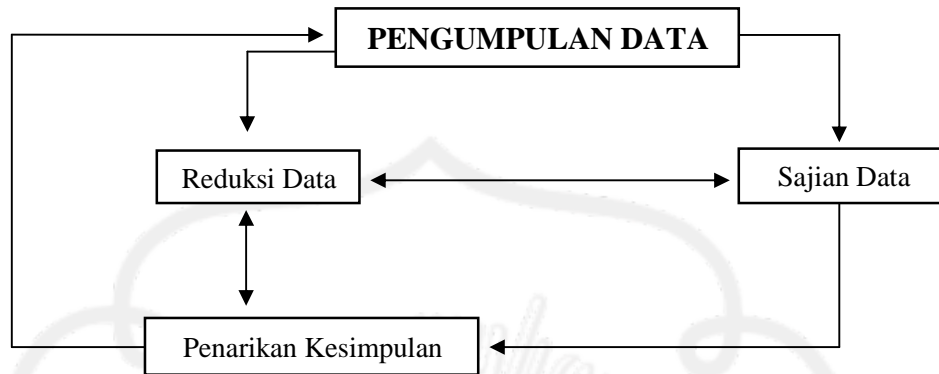 PENGUMPULAN DATA
Reduksi Data
Sajian Data
Penarikan Kesimpulan